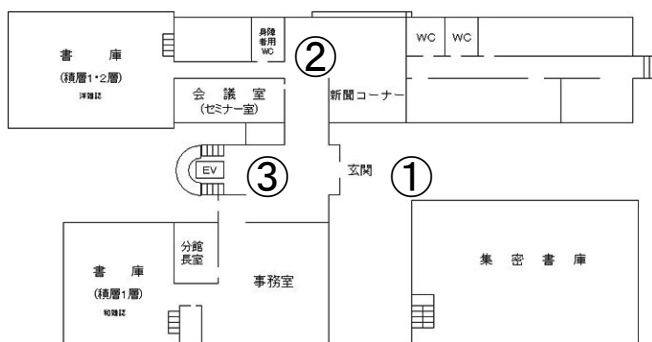 書庫
(積層1・2層)
洋雑誌
身障
者用
WC
②
WC
WC
会議室
(セミナー室)
新聞コーナー
EV
③
玄関
①
書庫
(積層1層)
和雑誌
分館
長室
事務室
集密書庫